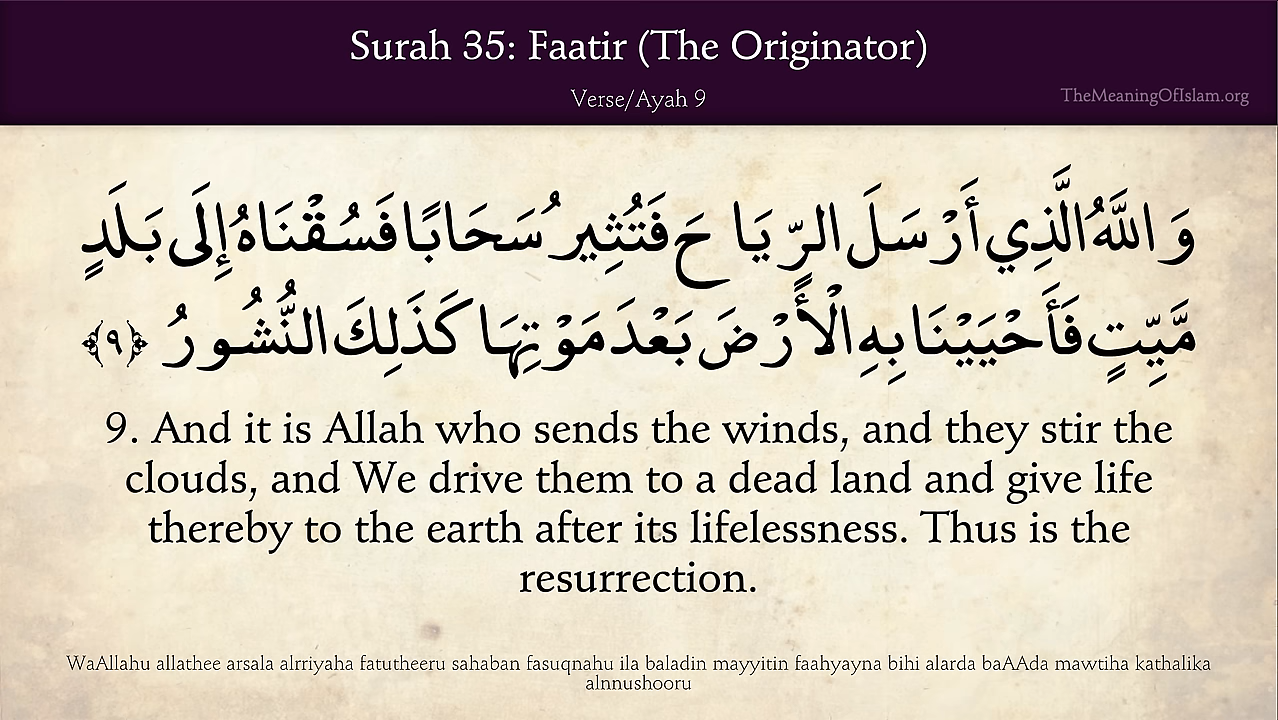 Surah 35: Faatir (The Originator)
Verse/Ayah 9
TheMeaningOfIslam.org
وَاللَّهُ الَّذِي أَرْسَلَ الرِّيَاحَ فَتُثِيرُ سَحَابًا فَسُقْنَاهُ إِلَى بَلَدٍ
مَّيِّتٍ فَأَحْيَيْنَا بِهِ الْأَرْضَ بَعْدَ مَوْتِهَا كَذَلِكَ النُّشُورُ ﴿٩﴾
9. And it is Allah who sends the winds, and they stir the
clouds, and We drive them to a dead land and give life
thereby to the earth after its lifelessness. Thus is the
resurrection.
WaAllahu allathee arsala alrriyaha fatutheeru sahaban fasuqnahu ila baladin mayyitin faahyayna bihi alarda baAAda mawtiha kathalika
alnnushooru